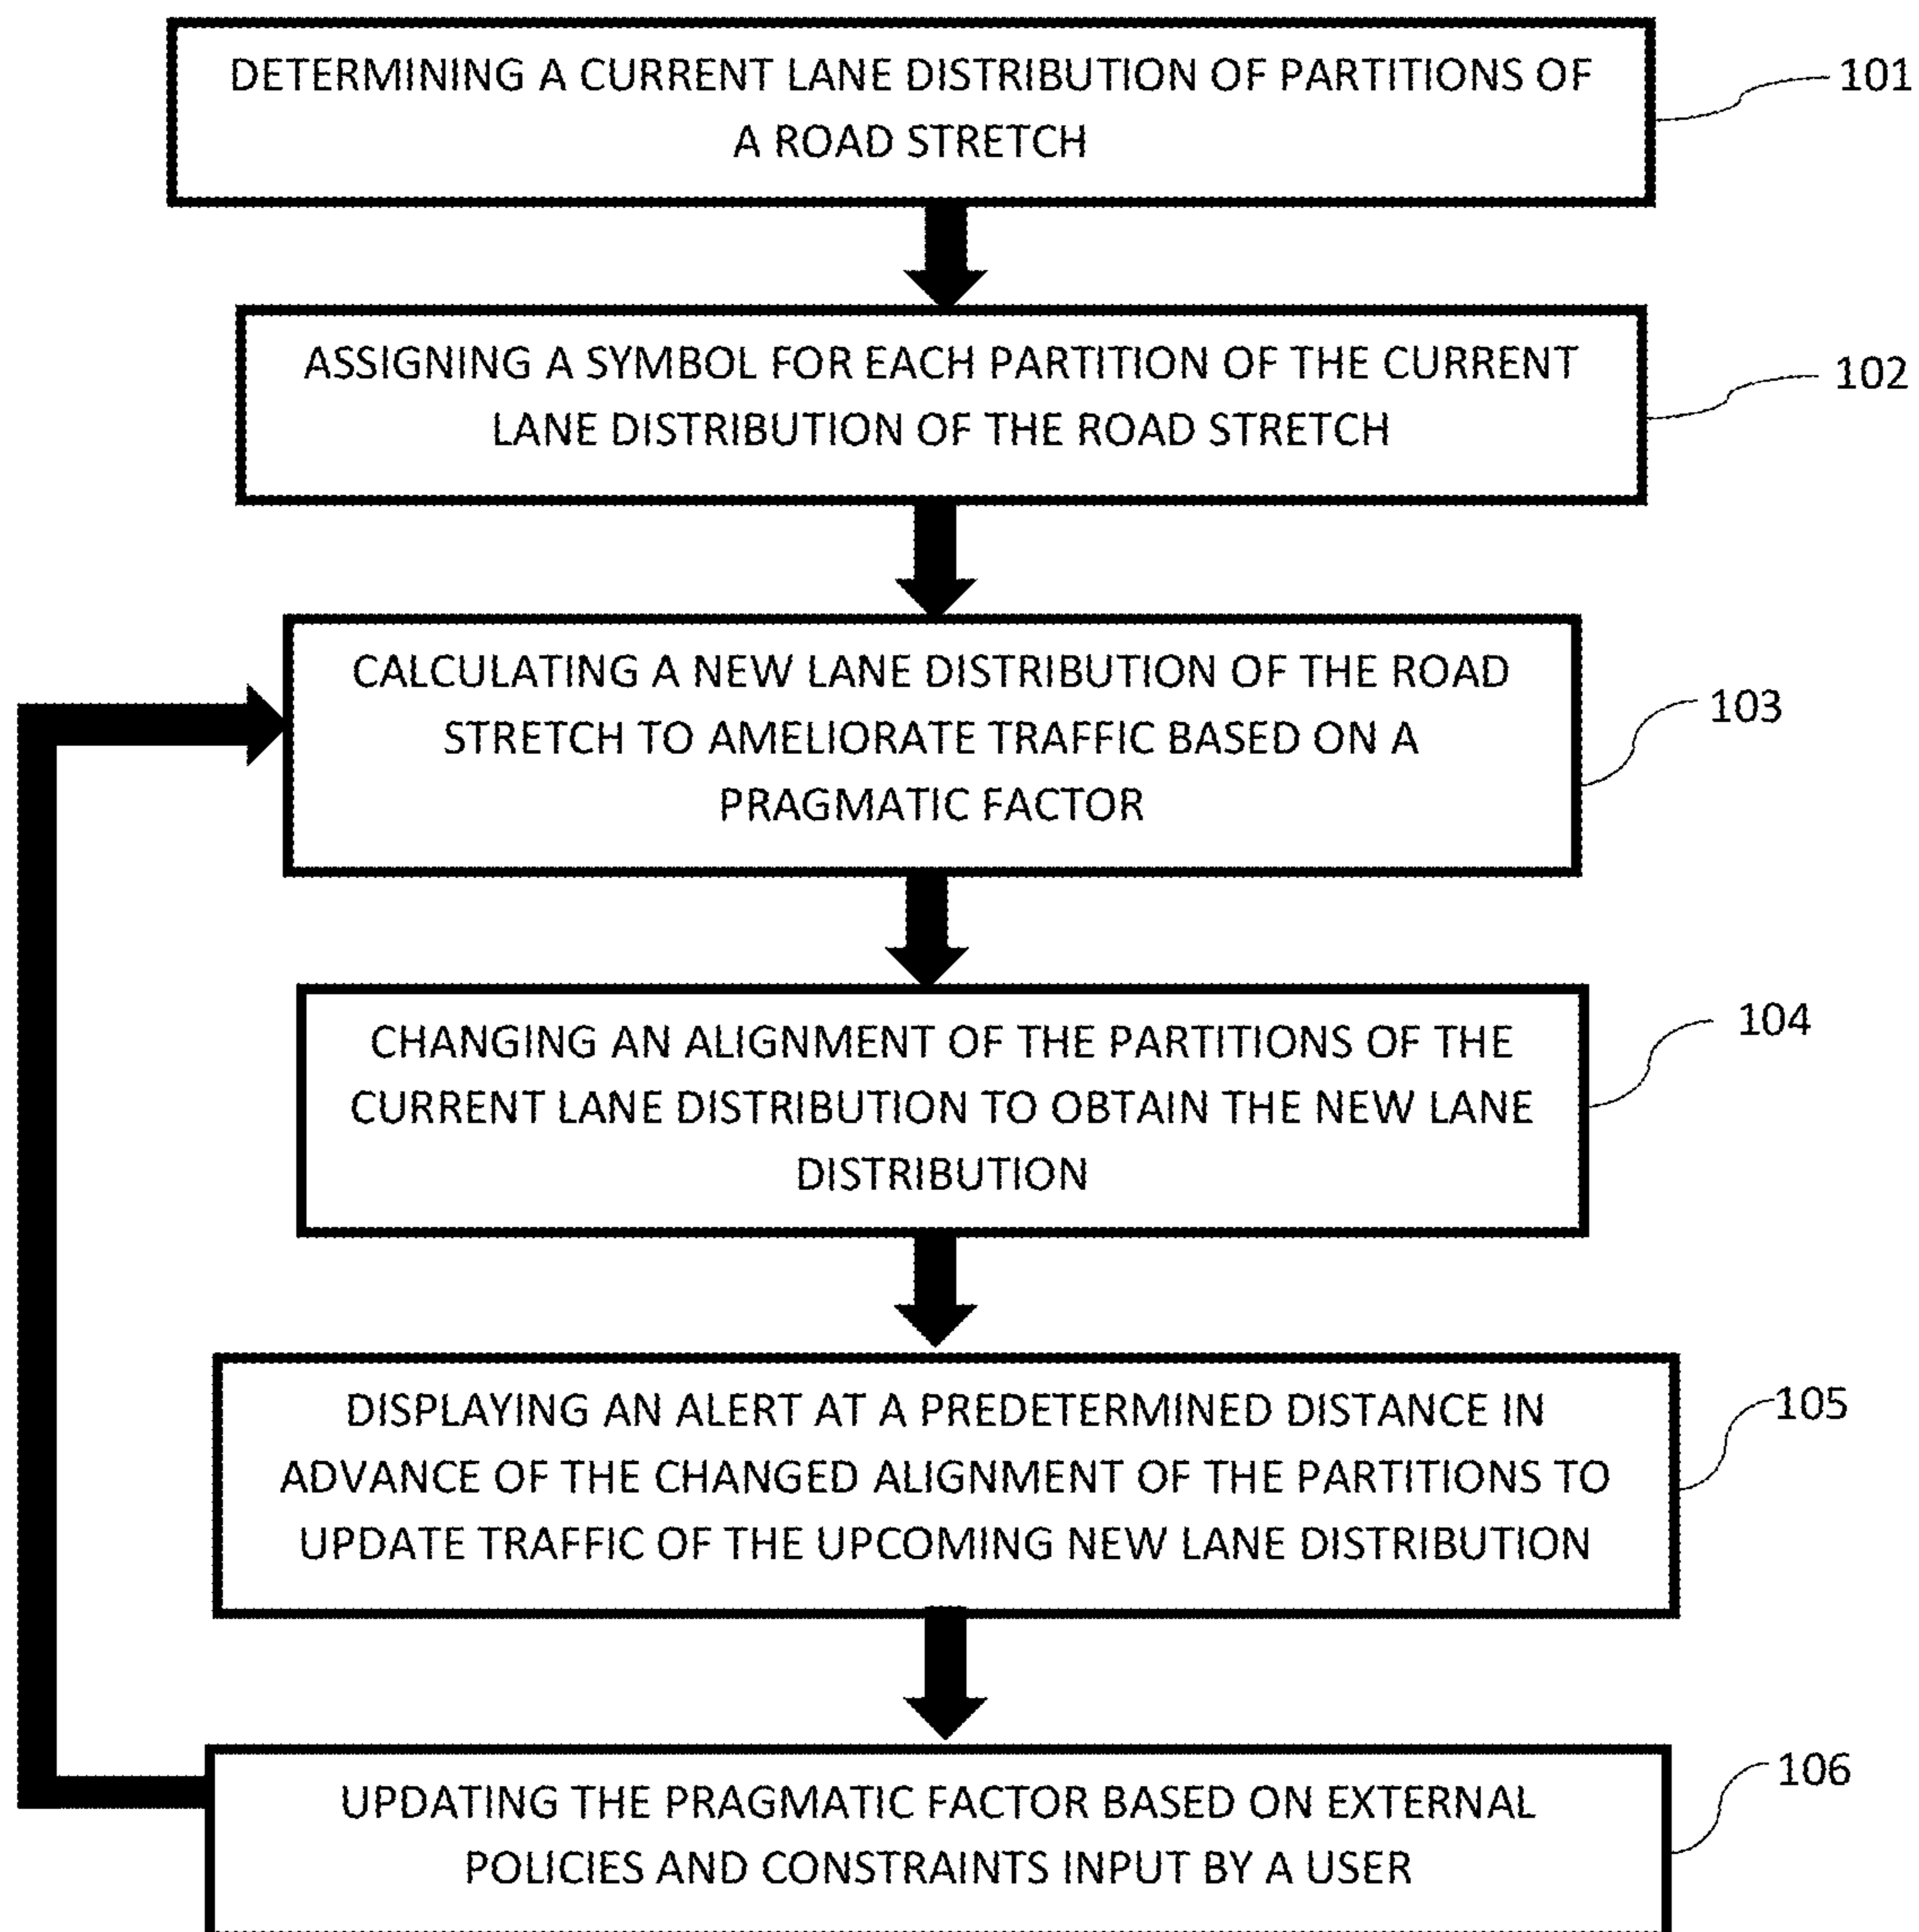 DETERMINING A CURRENT LANE DISTRIBUTION OF PARTITIONS OF
A ROAD STRETCH
101
ASSIGNING A SYMBOL FOR EACH PARTITION OF THE CURRENT
LANE DISTRIBUTION OF THE ROAD STRETCH
102
CALCULATING A NEW LANE DISTRIBUTION OF THE ROAD
STRETCH TO AMELIORATE TRAFFIC BASED ON A
PRAGMATIC FACTOR
103
CHANGING AN ALIGNMENT OF THE PARTITIONS OF THE
CURRENT LANE DISTRIBUTION TO OBTAIN THE NEW LANE
DISTRIBUTION
104
DISPLAYING AN ALERT AT A PREDETERMINED DISTANCE IN
ADVANCE OF THE CHANGED ALIGNMENT OF THE PARTITIONS TO
UPDATE TRAFFIC OF THE UPCOMING NEW LANE DISTRIBUTION
105
UPDATING THE PRAGMATIC FACTOR BASED ON EXTERNAL
POLICIES AND CONSTRAINTS INPUT BY A USER
106